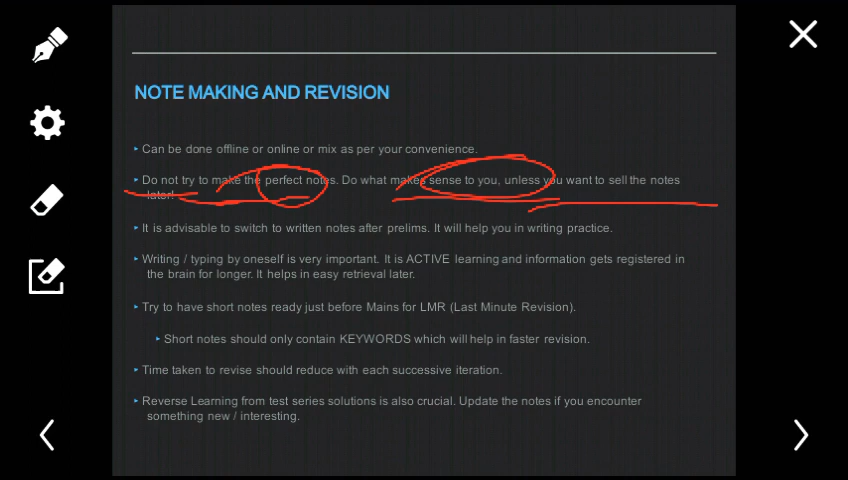 NOTE MAKING AND REVISION
▸ Can be done offline or online or mix as per your convenience.
▸ Do not try to make the perfect notes. Do what makes sense to you, unless you want to sell the notes
later!
▸ It is advisable to switch to written notes after prelims. It will help you in writing practice.
▸ Writing / typing by oneself is very important. It is ACTIVE learning and information gets registered in
the brain for longer. It helps in easy retrieval later.
▸ Try to have short notes ready just before Mains for LMR (Last Minute Revision).
▸ Short notes should only contain KEYWORDS which will help in faster revision.
▸ Time taken to revise should reduce with each successive iteration.
▸ Reverse Learning from test series solutions is also crucial. Update the notes if you encounter
something new / interesting.